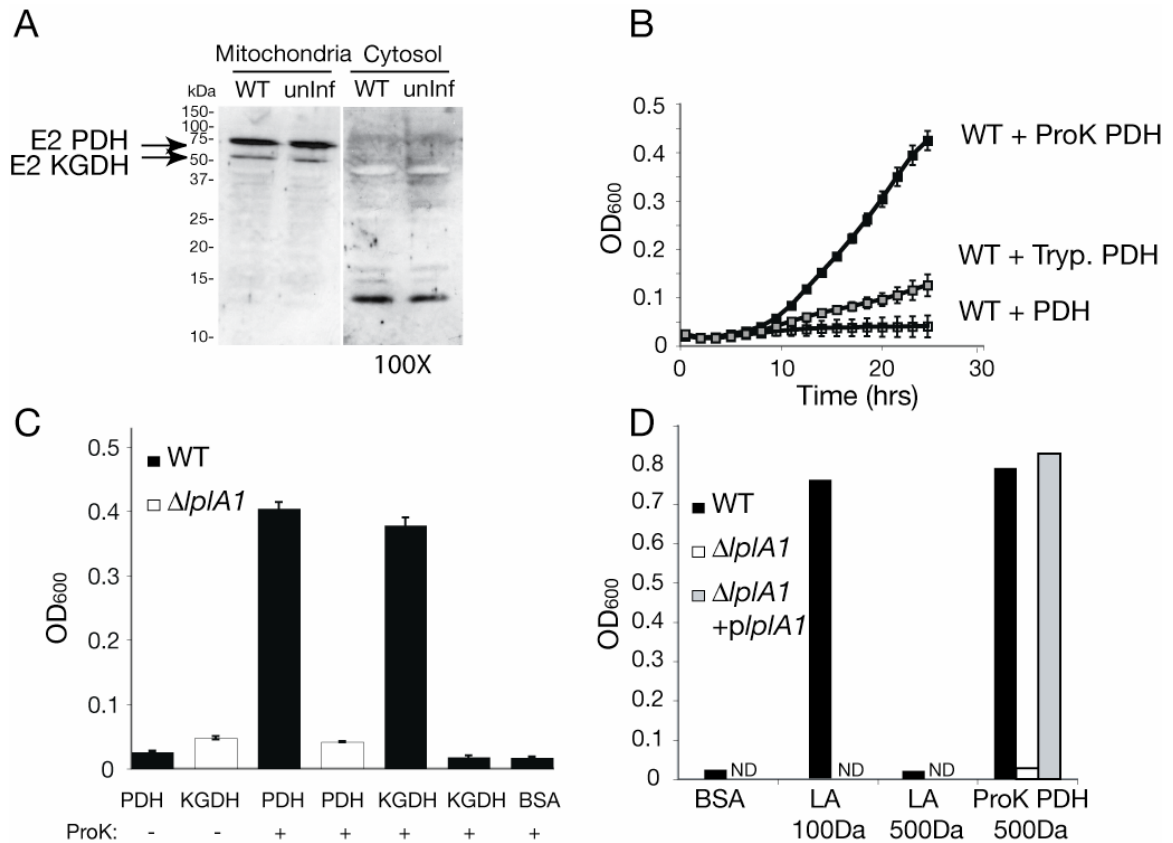 A
Mitochondria Cytosol
WT unInf WT unInf
kDa
150-
100-
75-
50-
37-
25-
20-
15-
10-
E2 PDH
E2 KGDH
100X
B
OD600
0.5
0.4
0.3
0.2
0.1
0
0 10 20 30
Time (hrs)
WT + ProK PDH
WT + Tryp. PDH
WT + PDH
C
OD600
0.5
0.4
0.3
0.2
0.1
0
WT
ΔlplA1
PDH KGDH PDH PDH KGDH KGDH BSA
ProK: - - + + + + +
D
OD600
0.8
0.7
0.6
0.5
0.4
0.3
0.2
0.1
0
WT
ΔlplA1
ΔlplA1
+plplA1
ND ND ND
BSA LA LA ProK PDH
100Da 500Da 500Da